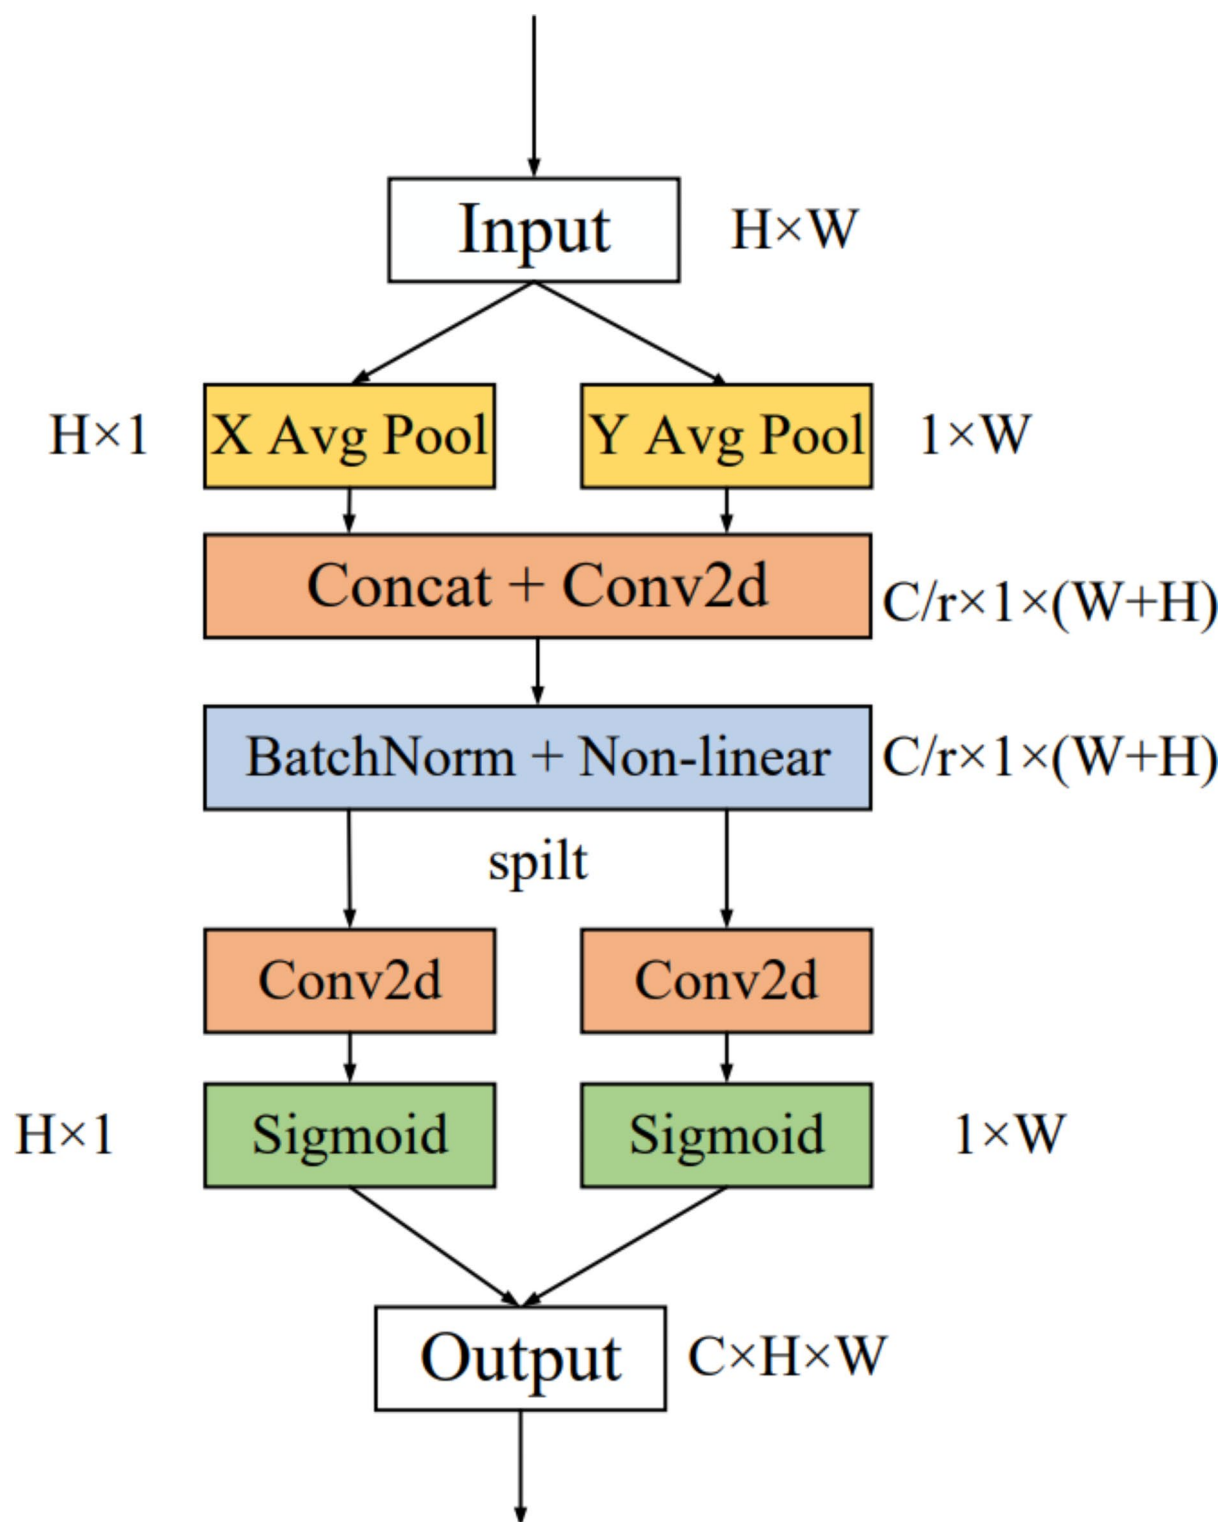 Input
H×W
H×1
X Avg Pool
Y Avg Pool
1×W
Concat + Conv2d
C/r×1×(W+H)
BatchNorm + Non-linear
C/r×1×(W+H)
spilt
Conv2d
Conv2d
H×1
Sigmoid
Sigmoid
1×W
Output
C×H×W